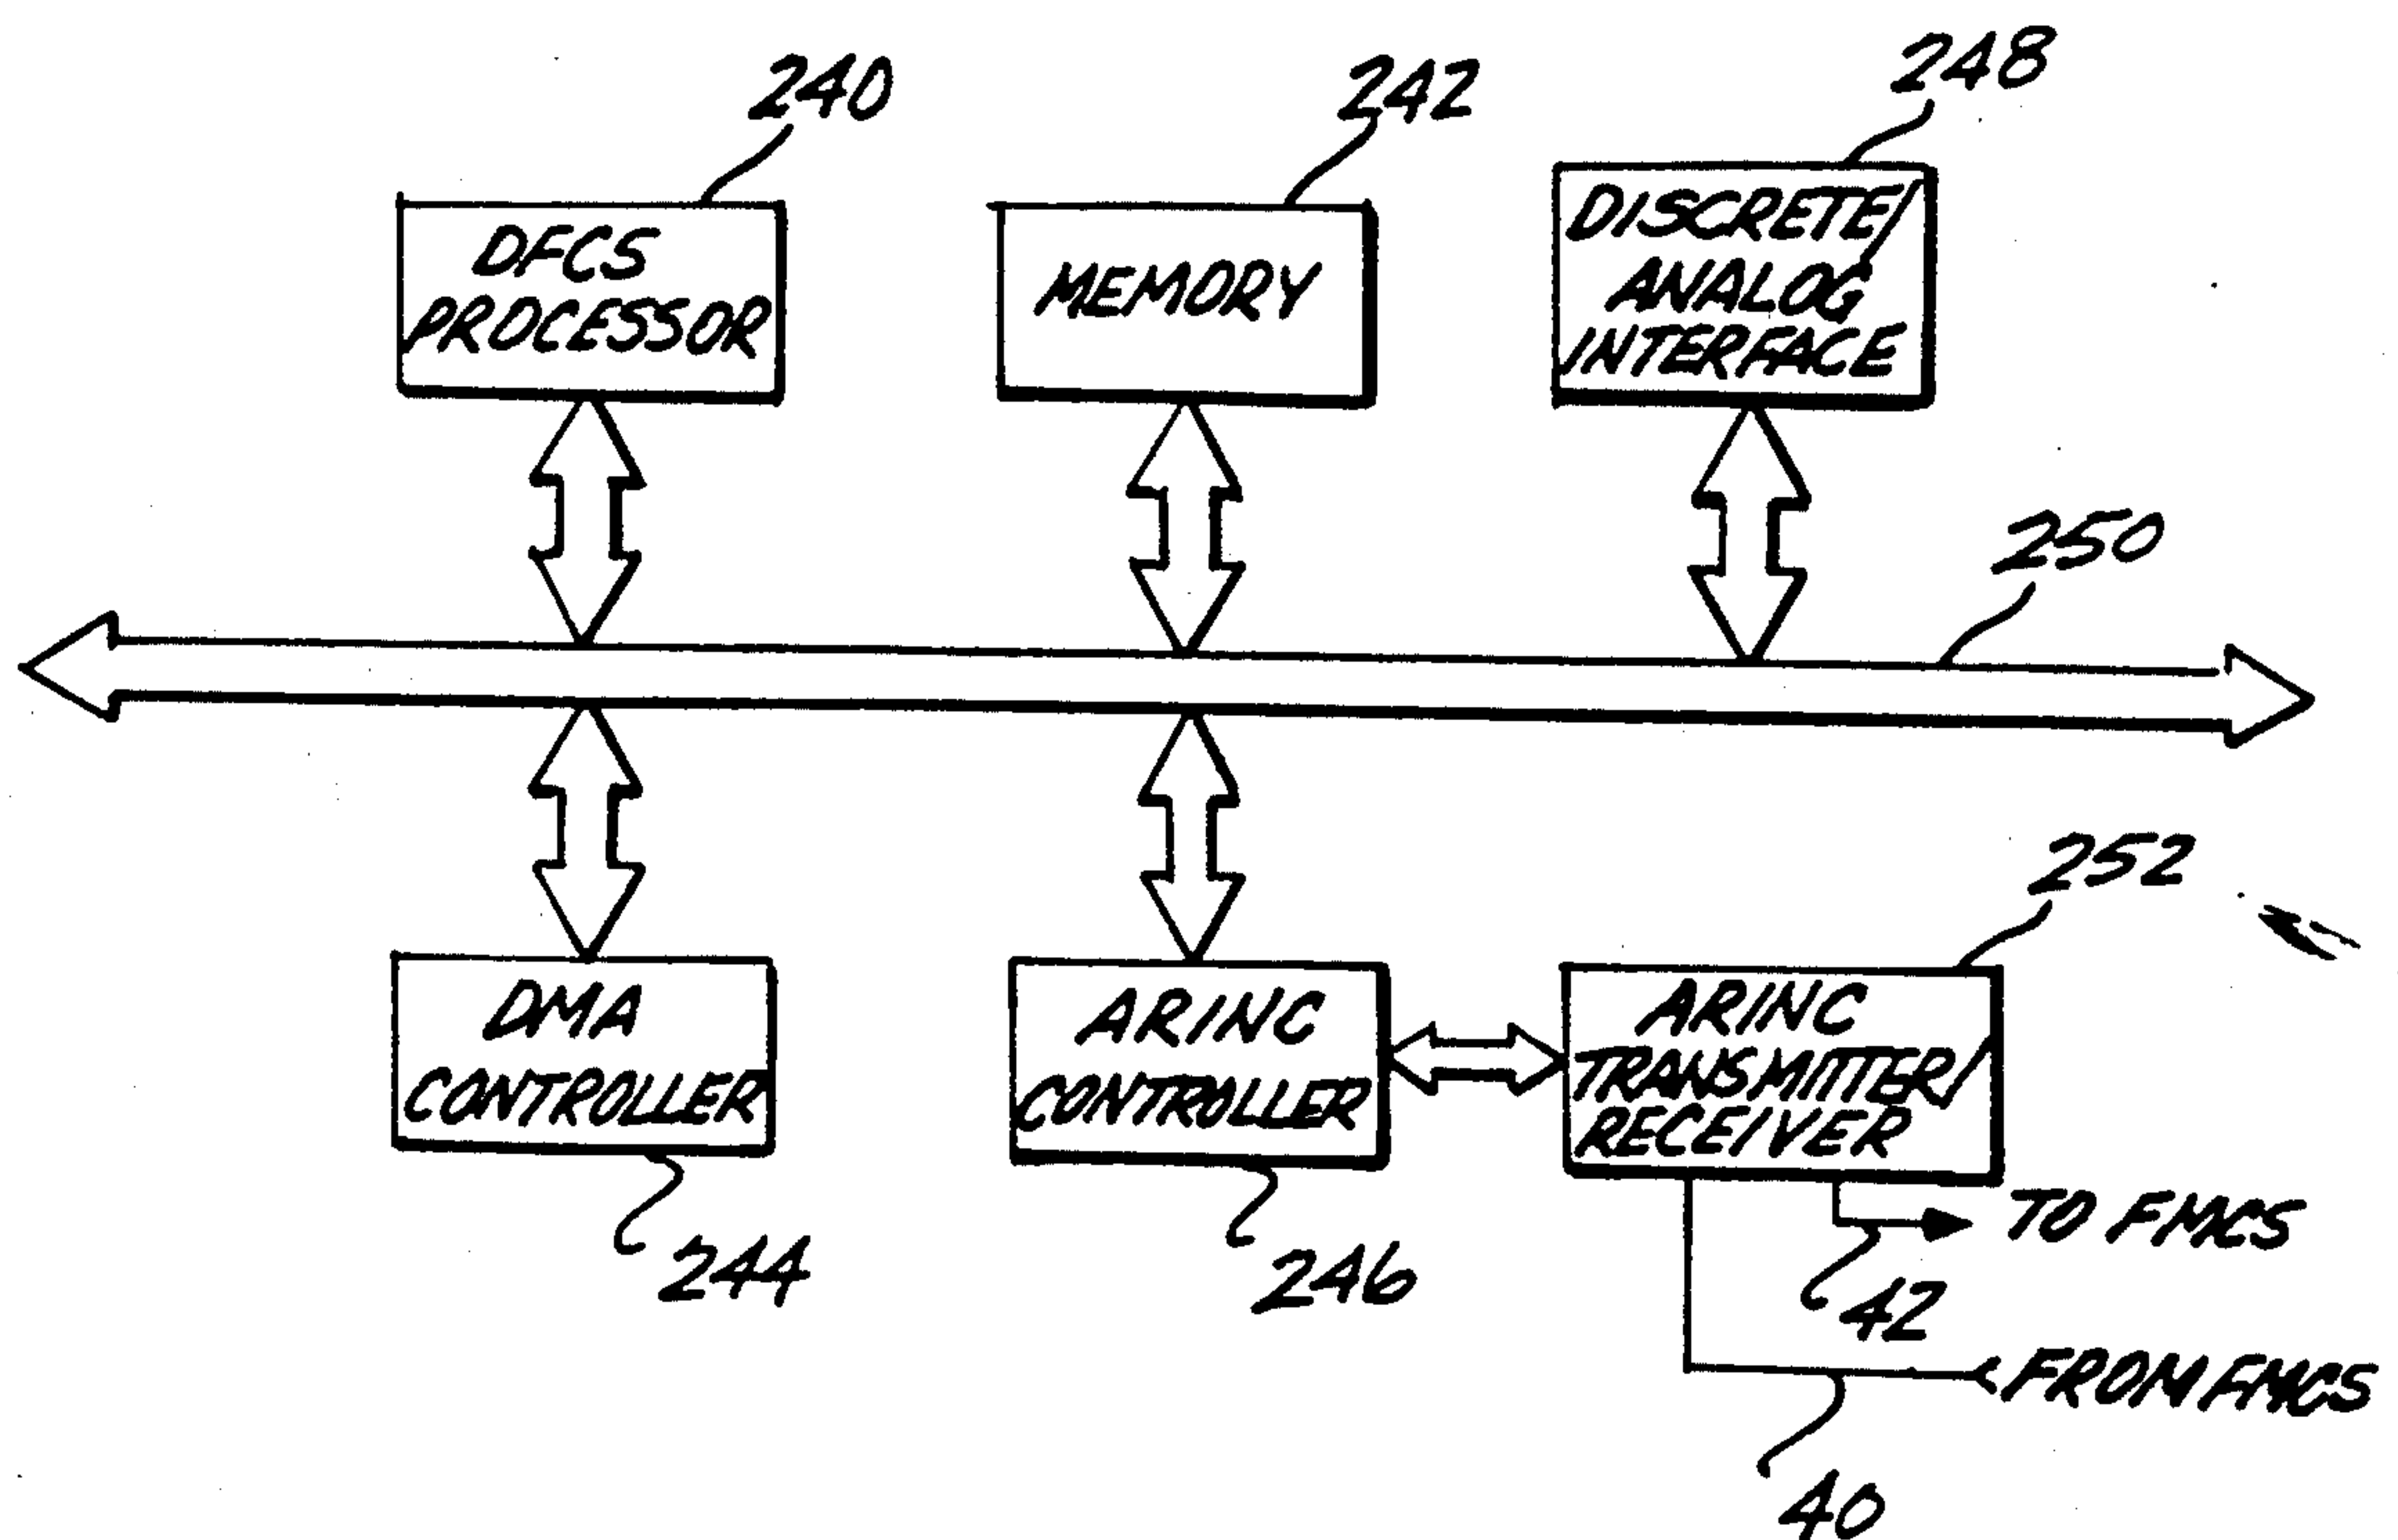 240
242
248
DFCS
PROCESSOR
MEMORY
DISCRETE/
ANALOG
INTERFACE
250
252
DMA
CONTROLLER
ARINC
CONTROLLER
ARINC
TRANSMITTER/
RECEIVER
244
246
TO FMCS
42
FROM FMCS
40